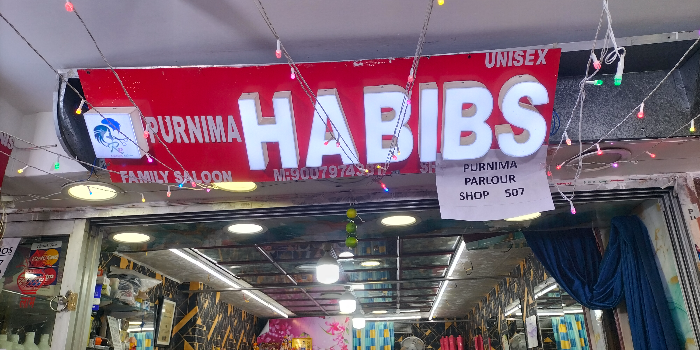 UNISEX
PURNIMA HABIBS
FAMILY SALOON
PURNIMA
PARLOUR
SHOP 507